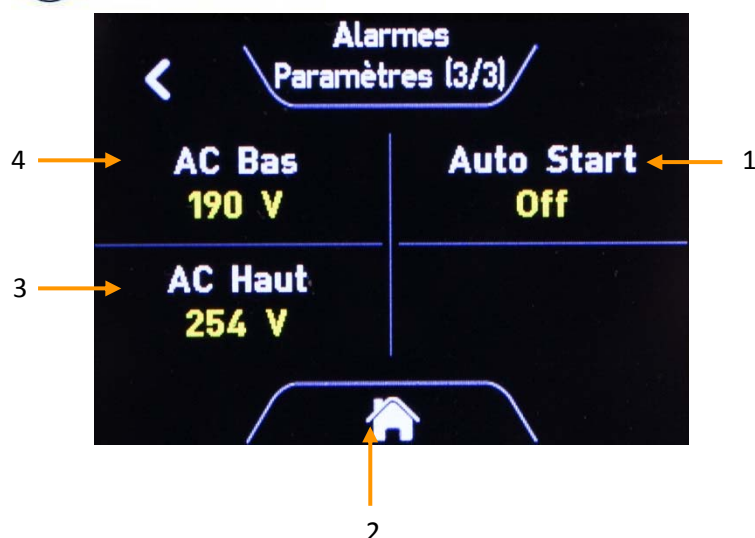 Alarmes
Paramètres (3/3)
4
AC Bas
190 V
Auto Start
Off
1
3
AC Haut
254 V
2